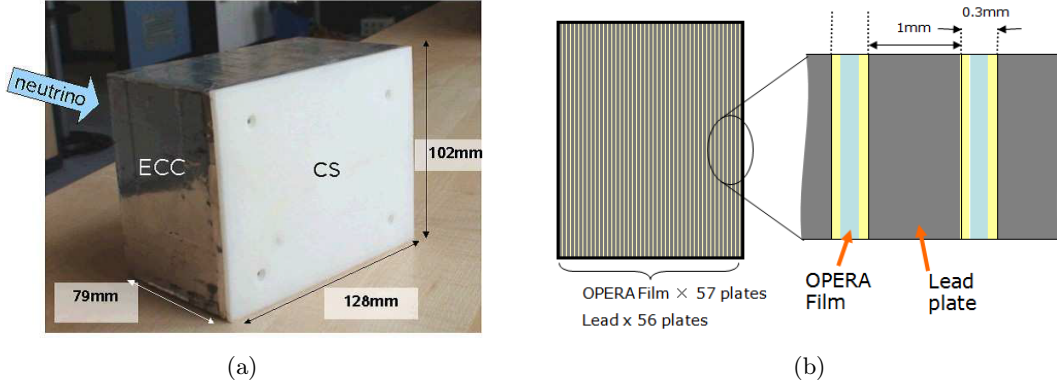 neutrino
ECC
CS
102mm
79mm
128mm
(a)
0.3mm
1mm
OPERA Film × 57 plates
Lead x 56 plates
OPERA
Film
Lead
plate
(b)